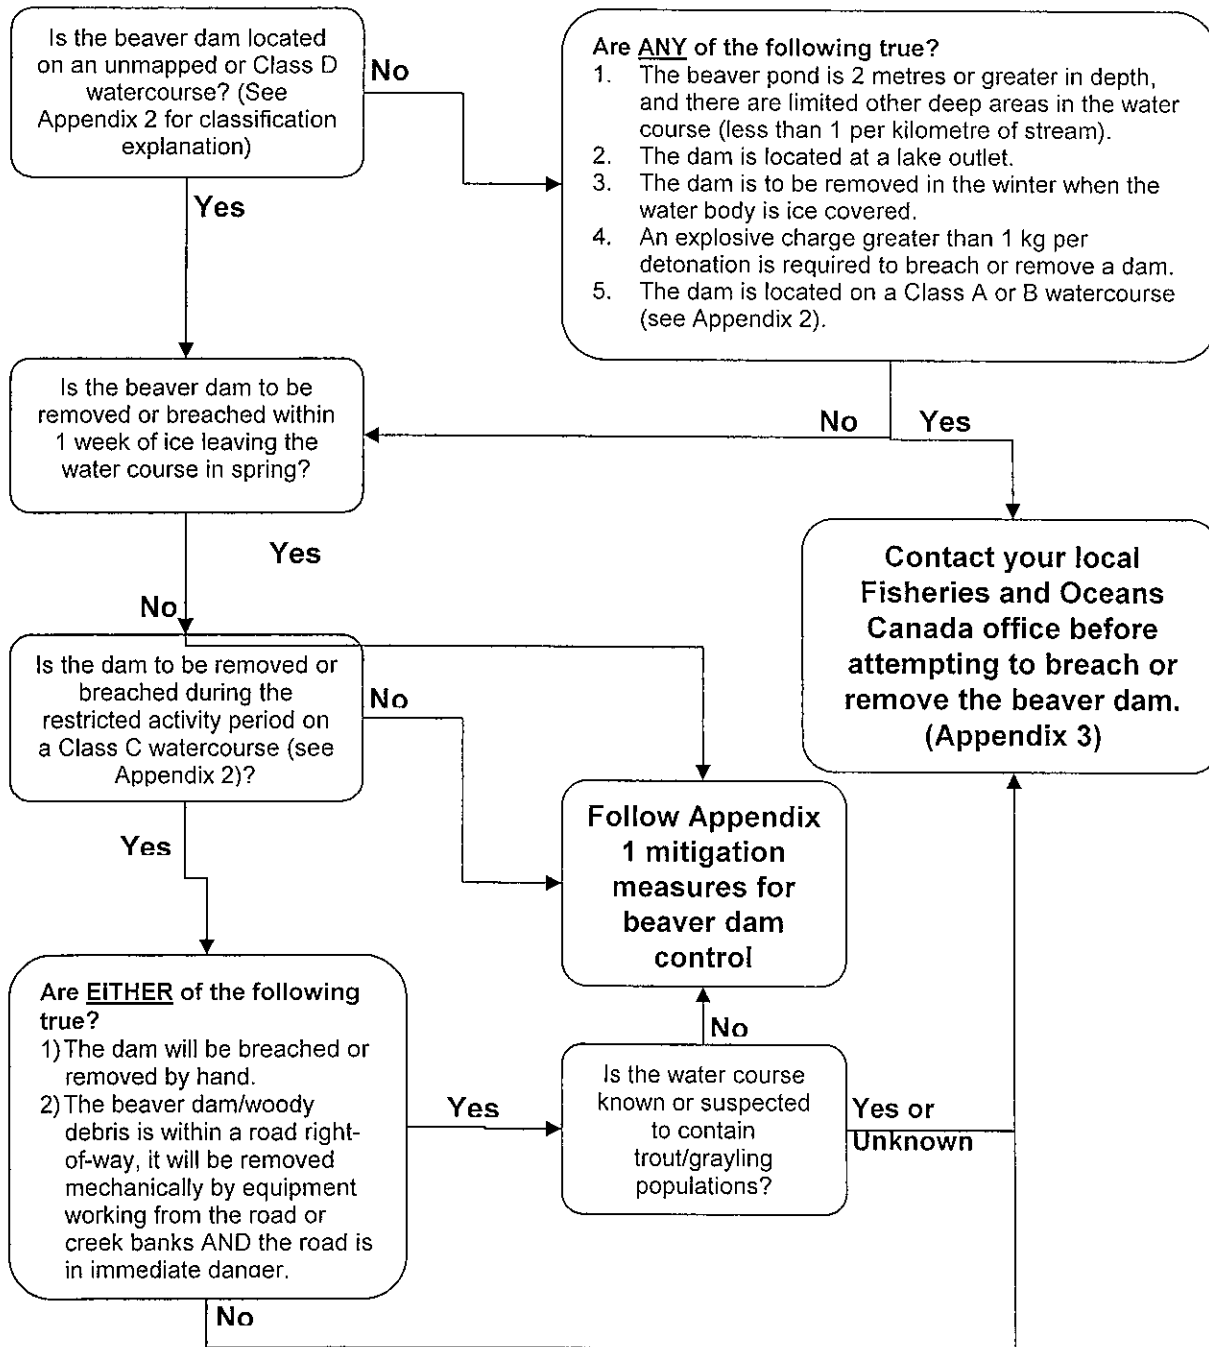 Is the beaver dam located
on an unmapped or Class D
watercourse? (See
Appendix 2 for classification
explanation)
No
Yes
Are ANY of the following true?
1. The beaver pond is 2 metres or greater in depth,
and there are limited other deep areas in the water
course (less than 1 per kilometre of stream).
2. The dam is located at a lake outlet.
3. The dam is to be removed in the winter when the
water body is ice covered.
4. An explosive charge greater than 1 kg per
detonation is required to breach or remove a dam.
5. The dam is located on a Class A or B watercourse
(see Appendix 2).
No
Yes
Is the beaver dam to be
removed or breached within
1 week of ice leaving the
water course in spring?
Yes
No
Contact your local
Fisheries and Oceans
Canada office before
attempting to breach or
remove the beaver dam.
(Appendix 3)
Is the dam to be removed or
breached during the
restricted activity period on
a Class C watercourse (see
Appendix 2)?
No
Yes
Follow Appendix
1 mitigation
measures for
beaver dam
control
Are EITHER of the following
true?
1) The dam will be breached or
removed by hand.
2) The beaver dam/woody
debris is within a road right-
of-way, it will be removed
mechanically by equipment
working from the road or
creek banks AND the road is
in immediate danger.
Yes
No
Is the water course
known or suspected
to contain
trout/grayling
populations?
No
Yes or
Unknown